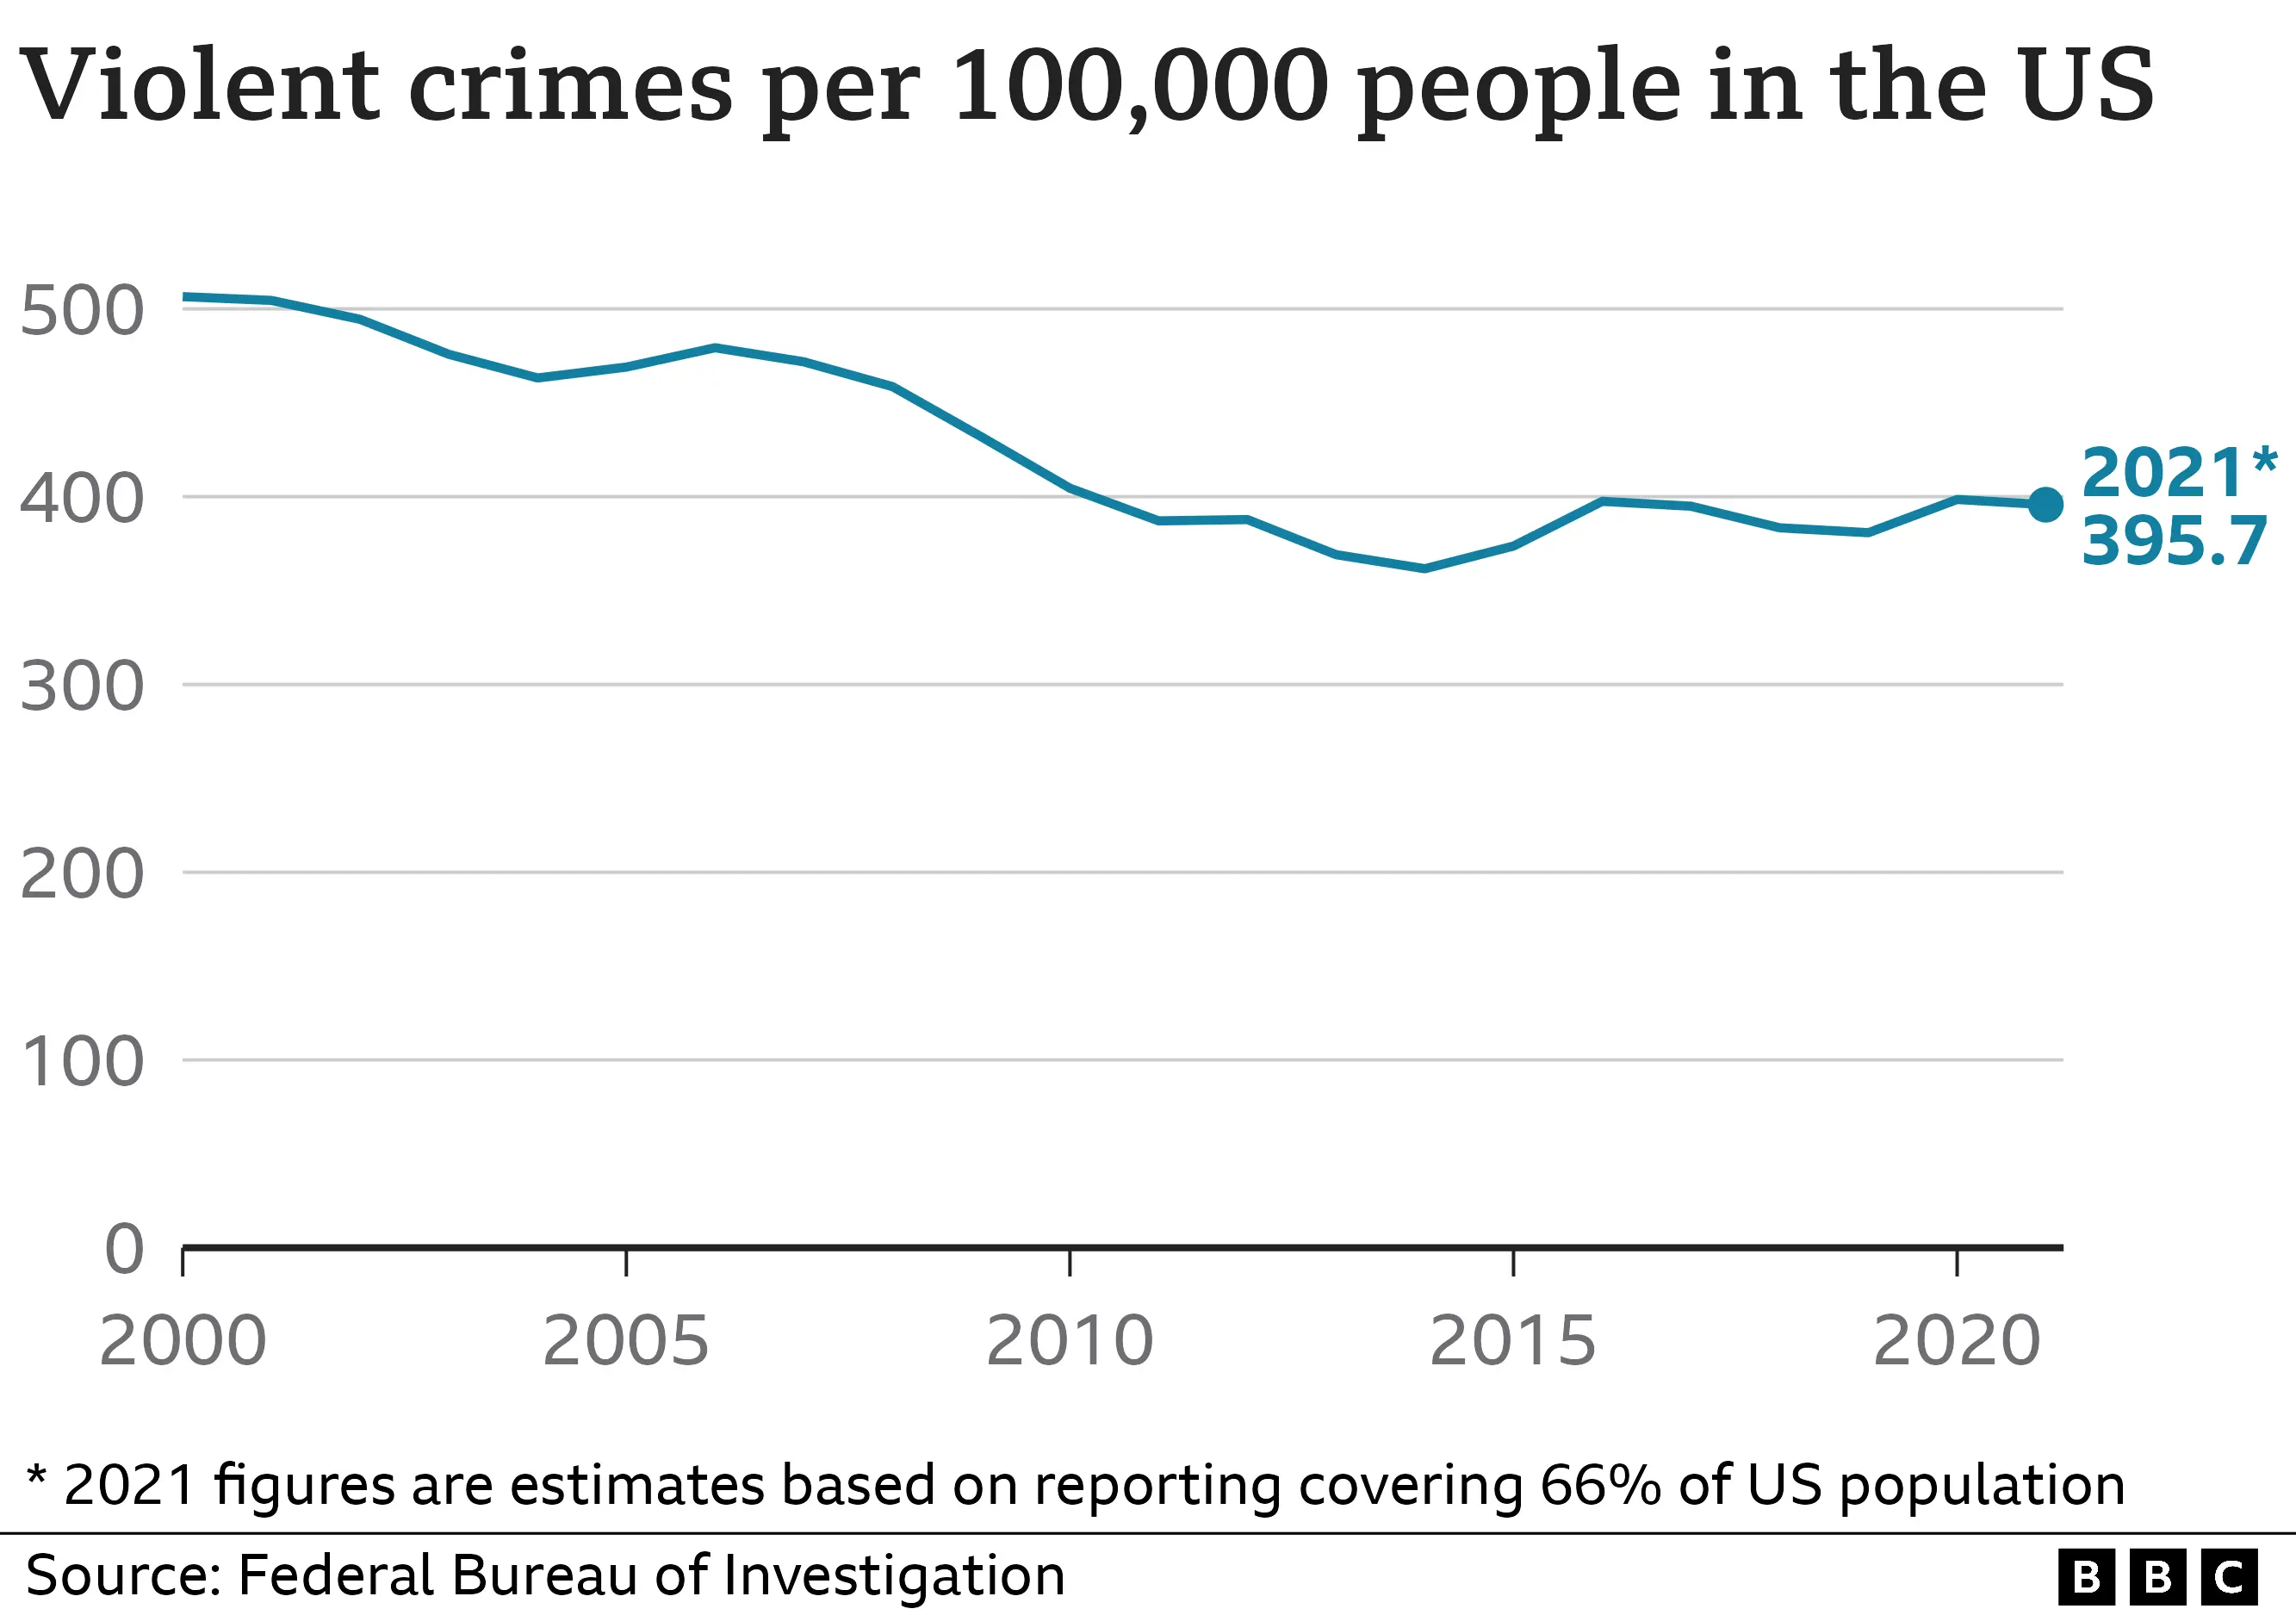 Violent crimes per 100,000 people in the US
500
400
300
200
100
0
2021*
395.7
2000 2005 2010 2015 2020
* 2021 figures are estimates based on reporting covering 66% of US population
Source: Federal Bureau of Investigation
BBC